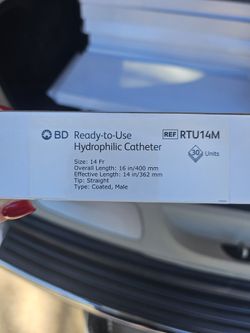 BD Ready-to-Use REF RTU14M
Hydrophilic Catheter 30 Units
Size: 14 Fr
Overall Length: 16 in/400 mm
Effective Length: 14 in/362 mm
Tip: Straight
Type: Coated, Male